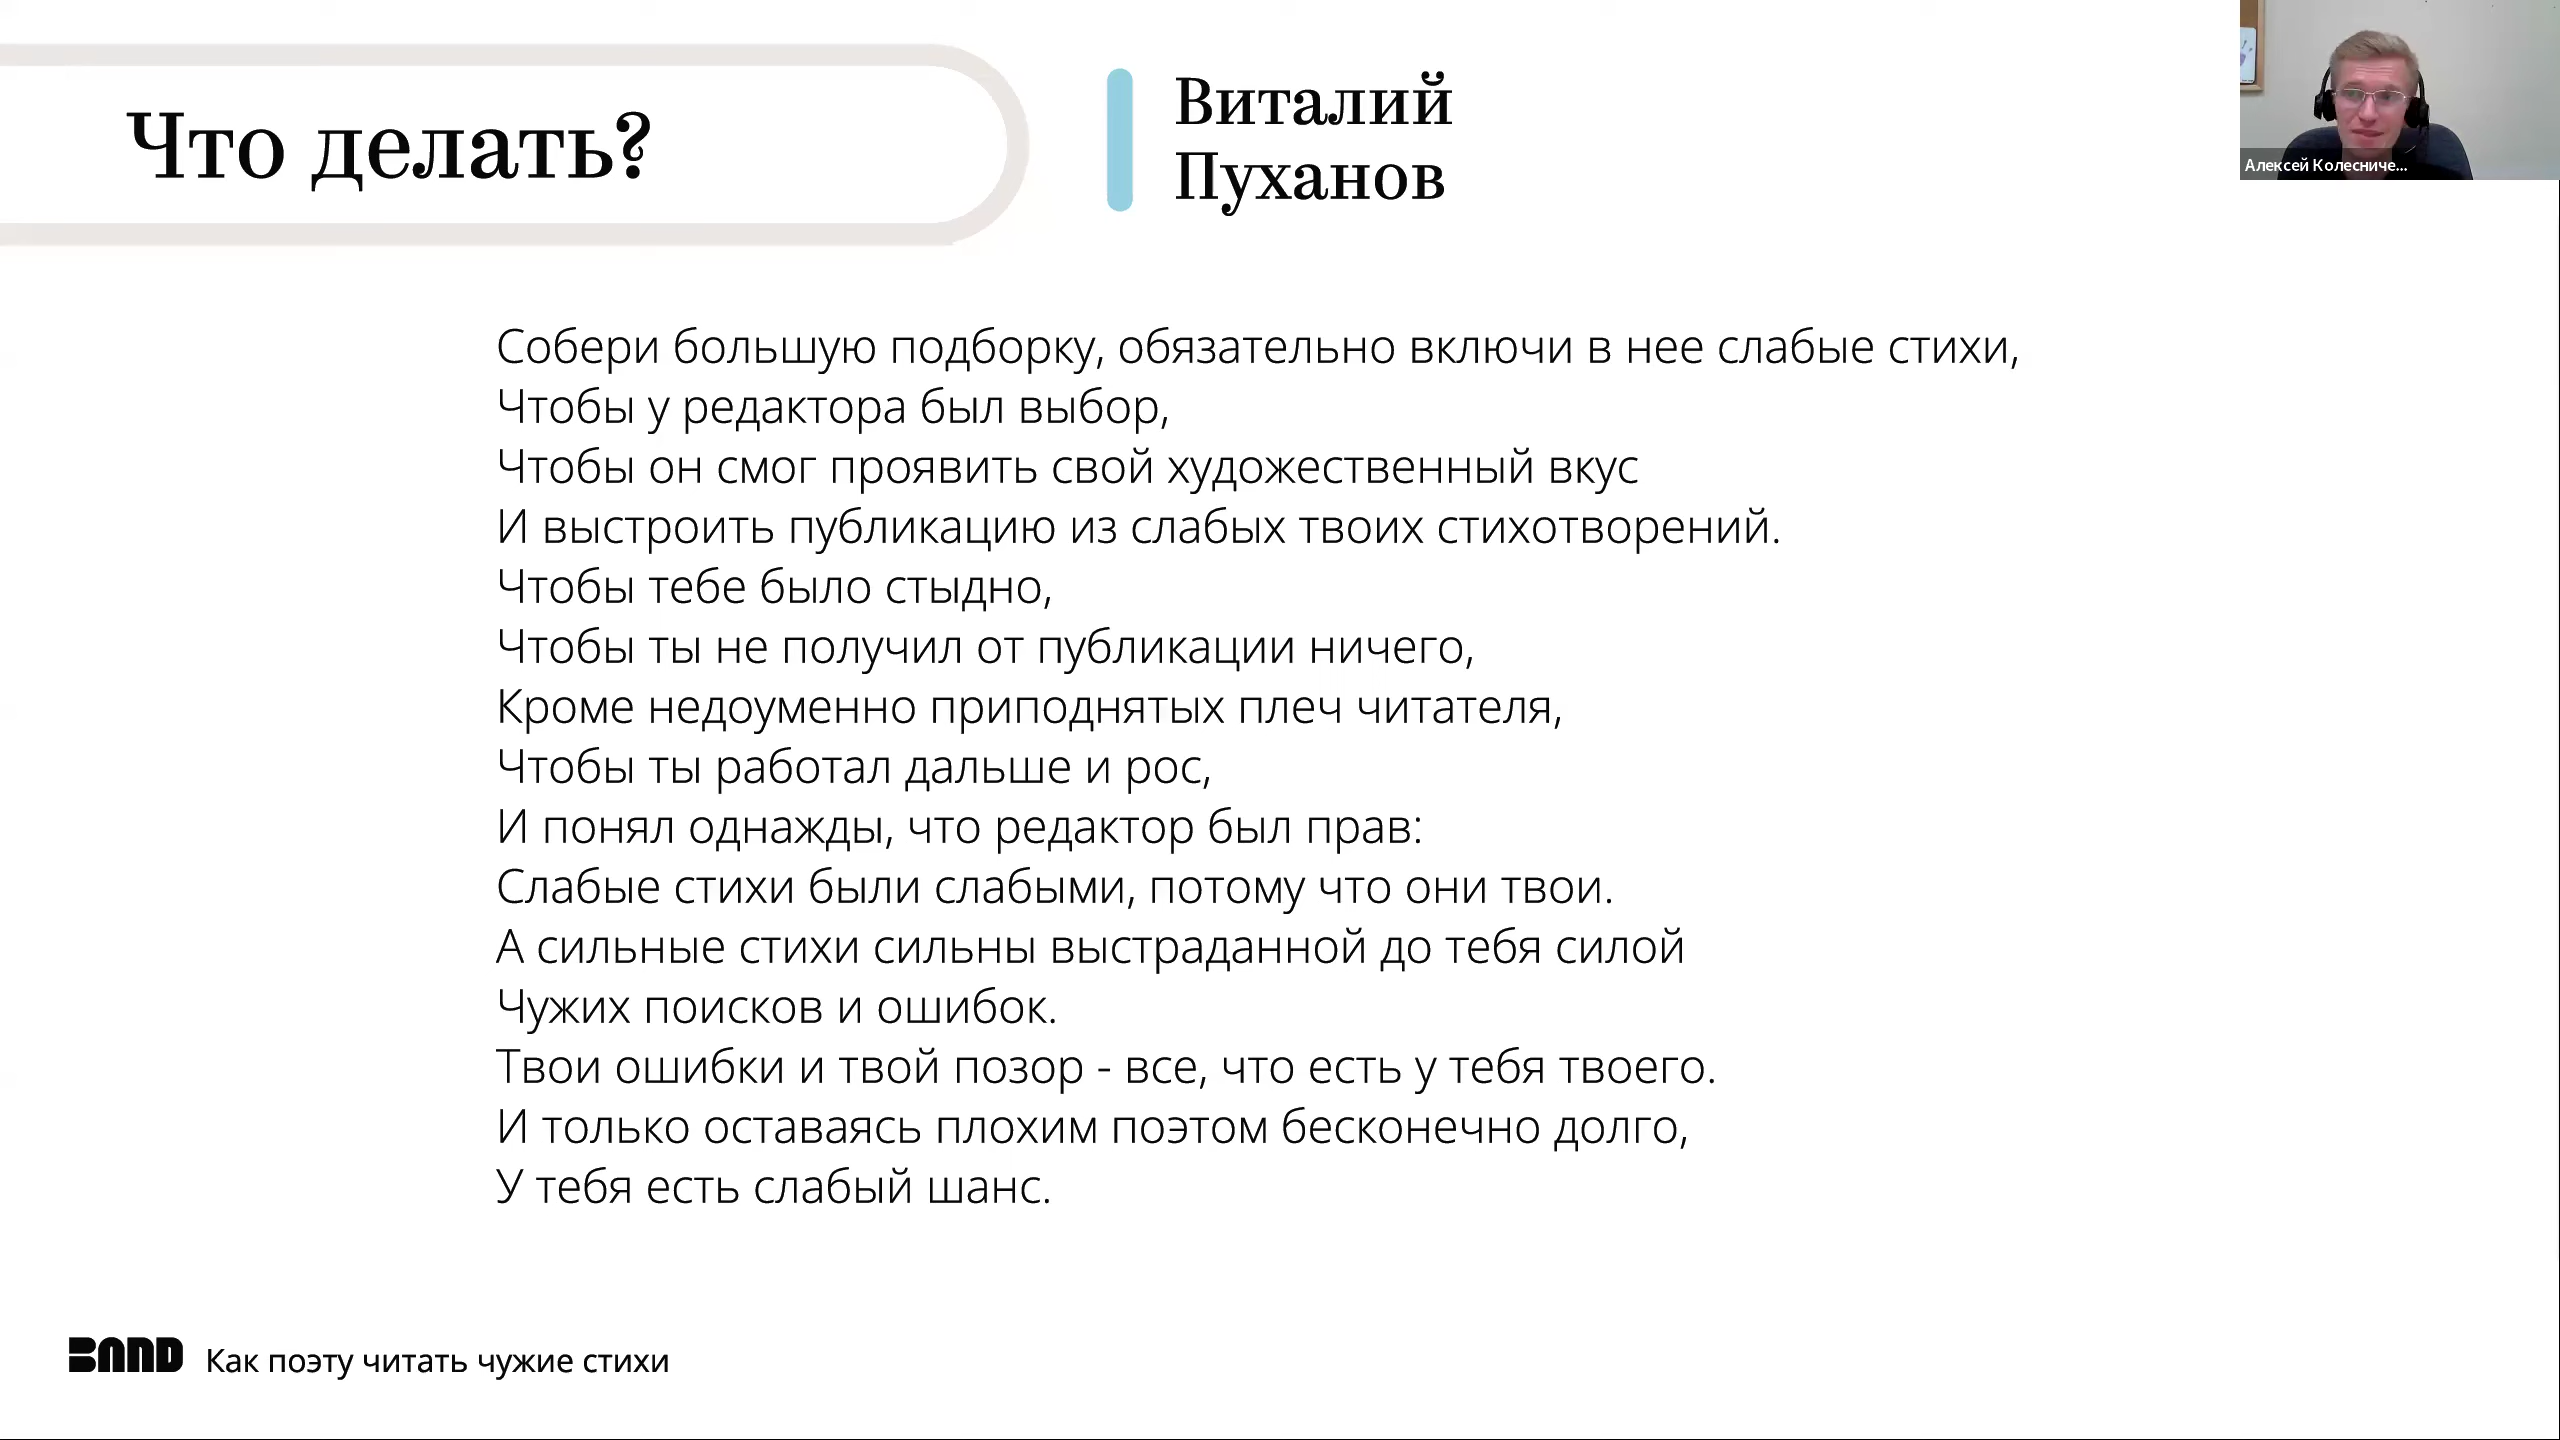 Что делать?
Виталий
Пуханов
Алексей Колесниче...
Собери большую подборку, обязательно включи в нее слабые стихи,
Чтобы у редактора был выбор,
Чтобы он смог проявить свой художественный вкус
И выстроить публикацию из слабых твоих стихотворений.
Чтобы тебе было стыдно,
Чтобы ты не получил от публикации ничего,
Кроме недоуменно приподнятых плеч читателя,
Чтобы ты работал дальше и рос,
И понял однажды, что редактор был прав:
Слабые стихи были слабыми, потому что они твои.
А сильные стихи сильны выстраданной до тебя силой
Чужих поисков и ошибок.
Твои ошибки и твой позор - все, что есть у тебя твоего.
И только оставаясь плохим поэтом бесконечно долго,
У тебя есть слабый шанс.
BAND Как поэту читать чужие стихи